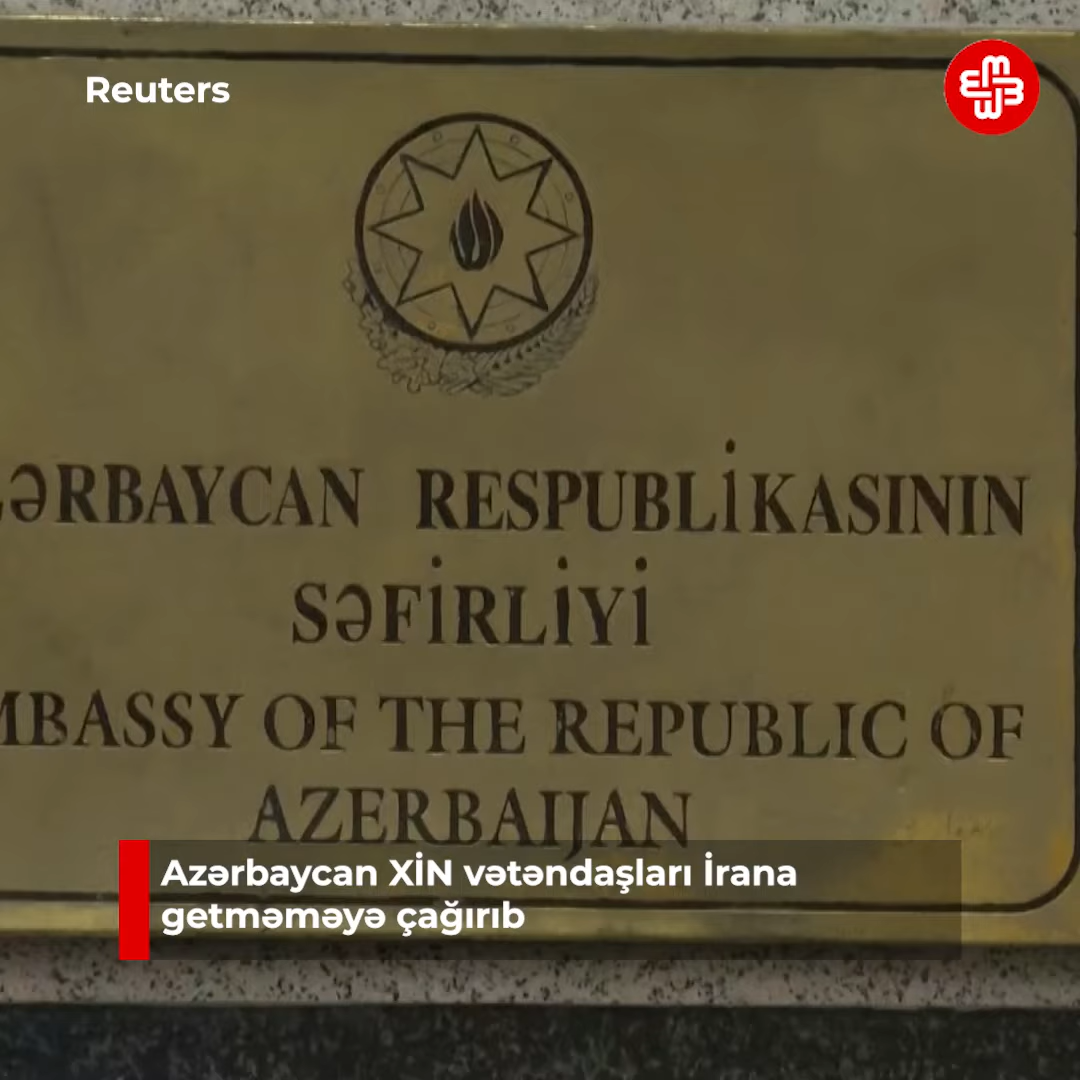 Reuters
ƏRBAYCAN RESPUBLİKASININ
SƏFİRLİYİ
MBASSY OF THE REPUBLIC OF
AZERBAIJAN
Azərbaycan XİN vətəndaşları İrana
getməməyə çağırıb